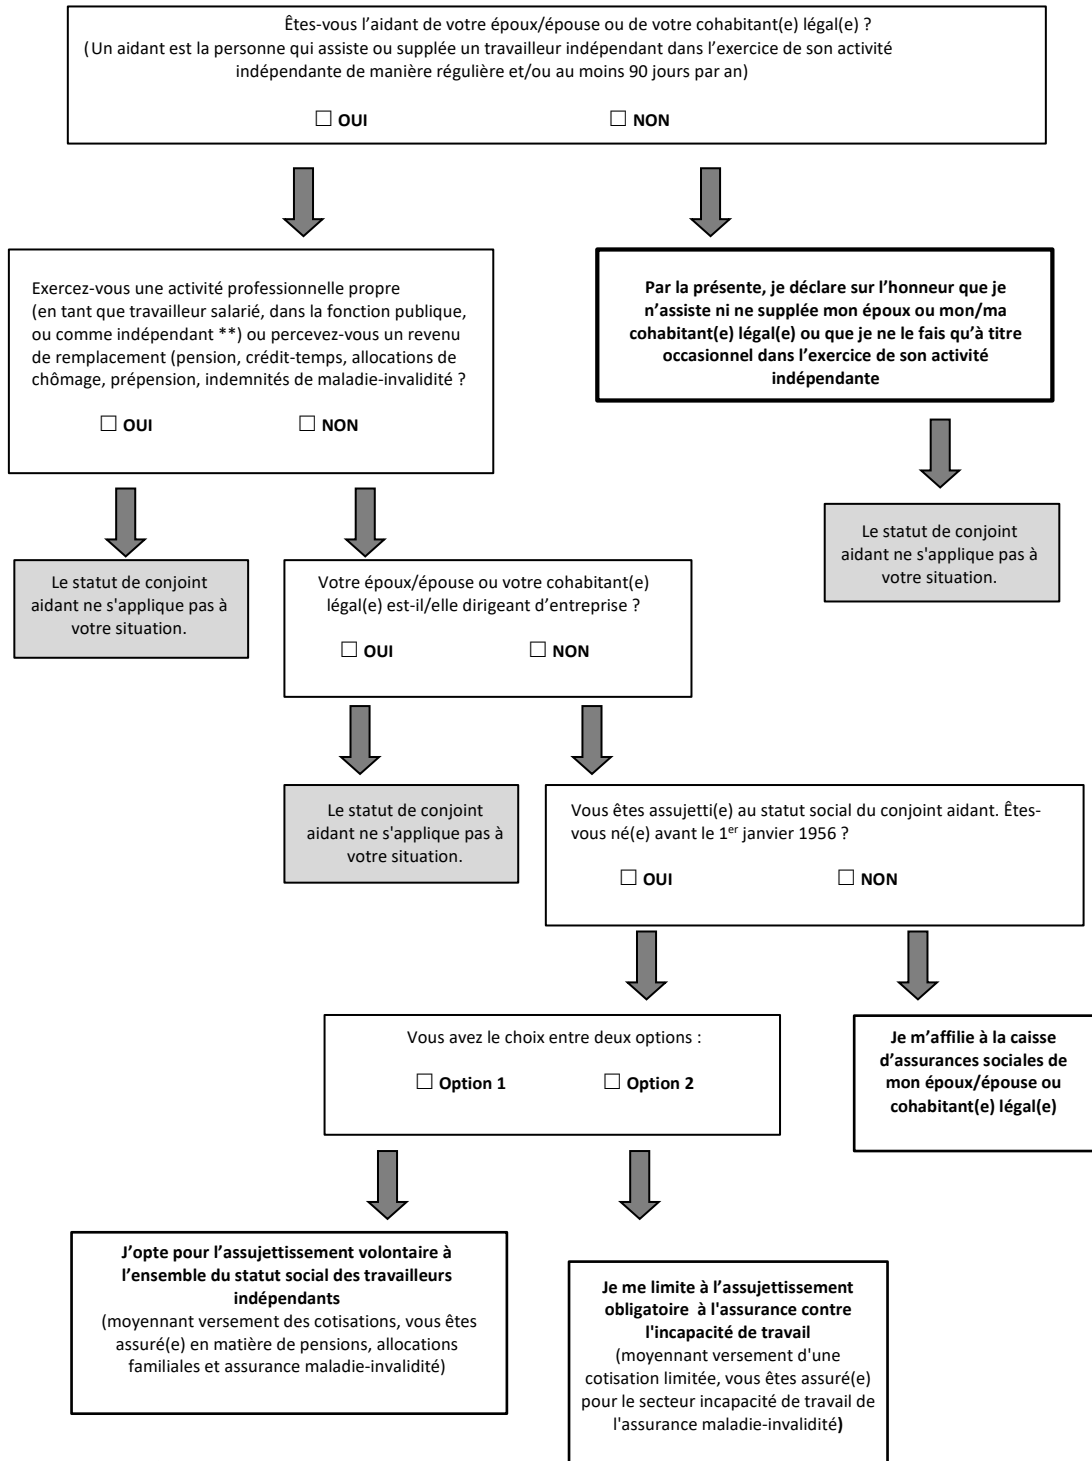 Êtes-vous l’aidant de votre époux/épouse ou de votre cohabitant(e) légal(e) ?
(Un aidant est la personne qui assiste ou supplée un travailleur indépendant dans l’exercice de son activité
indépendante de manière régulière et/ou au moins 90 jours par an)
☐ OUI ☐ NON
Exercez-vous une activité professionnelle propre
(en tant que travailleur salarié, dans la fonction publique,
ou comme indépendant **) ou percevez-vous un revenu
de remplacement (pension, crédit-temps, allocations de
chômage, prépension, indemnités de maladie-invalidité ?
☐ OUI ☐ NON
Par la présente, je déclare sur l’honneur que je
n’assiste ni ne supplée mon époux ou mon/ma
cohabitant(e) légal(e) ou que je ne le fais qu’à titre
occasionnel dans l’exercice de son activité
indépendante
Le statut de conjoint
aidant ne s'applique pas à
votre situation.
Le statut de conjoint
aidant ne s'applique pas à
votre situation.
Votre époux/épouse ou votre cohabitant(e)
légal(e) est-il/elle dirigeant d’entreprise ?
☐ OUI ☐ NON
Le statut de conjoint
aidant ne s'applique pas à
votre situation.
Vous êtes assujetti(e) au statut social du conjoint aidant. Êtes-
vous né(e) avant le 1er janvier 1956 ?
☐ OUI ☐ NON
Vous avez le choix entre deux options :
☐ Option 1 ☐ Option 2
Je m’affilie à la caisse
d’assurances sociales de
mon époux/épouse ou
cohabitant(e) légal(e)
J’opte pour l’assujettissement volontaire à
l’ensemble du statut social des travailleurs
indépendants
(moyennant versement des cotisations, vous êtes
assuré(e) en matière de pensions, allocations
familiales et assurance maladie-invalidité)
Je me limite à l’assujettissement
obligatoire à l'assurance contre
l'incapacité de travail
(moyennant versement d'une
cotisation limitée, vous êtes assuré(e)
pour le secteur incapacité de travail de
l'assurance maladie-invalidité)